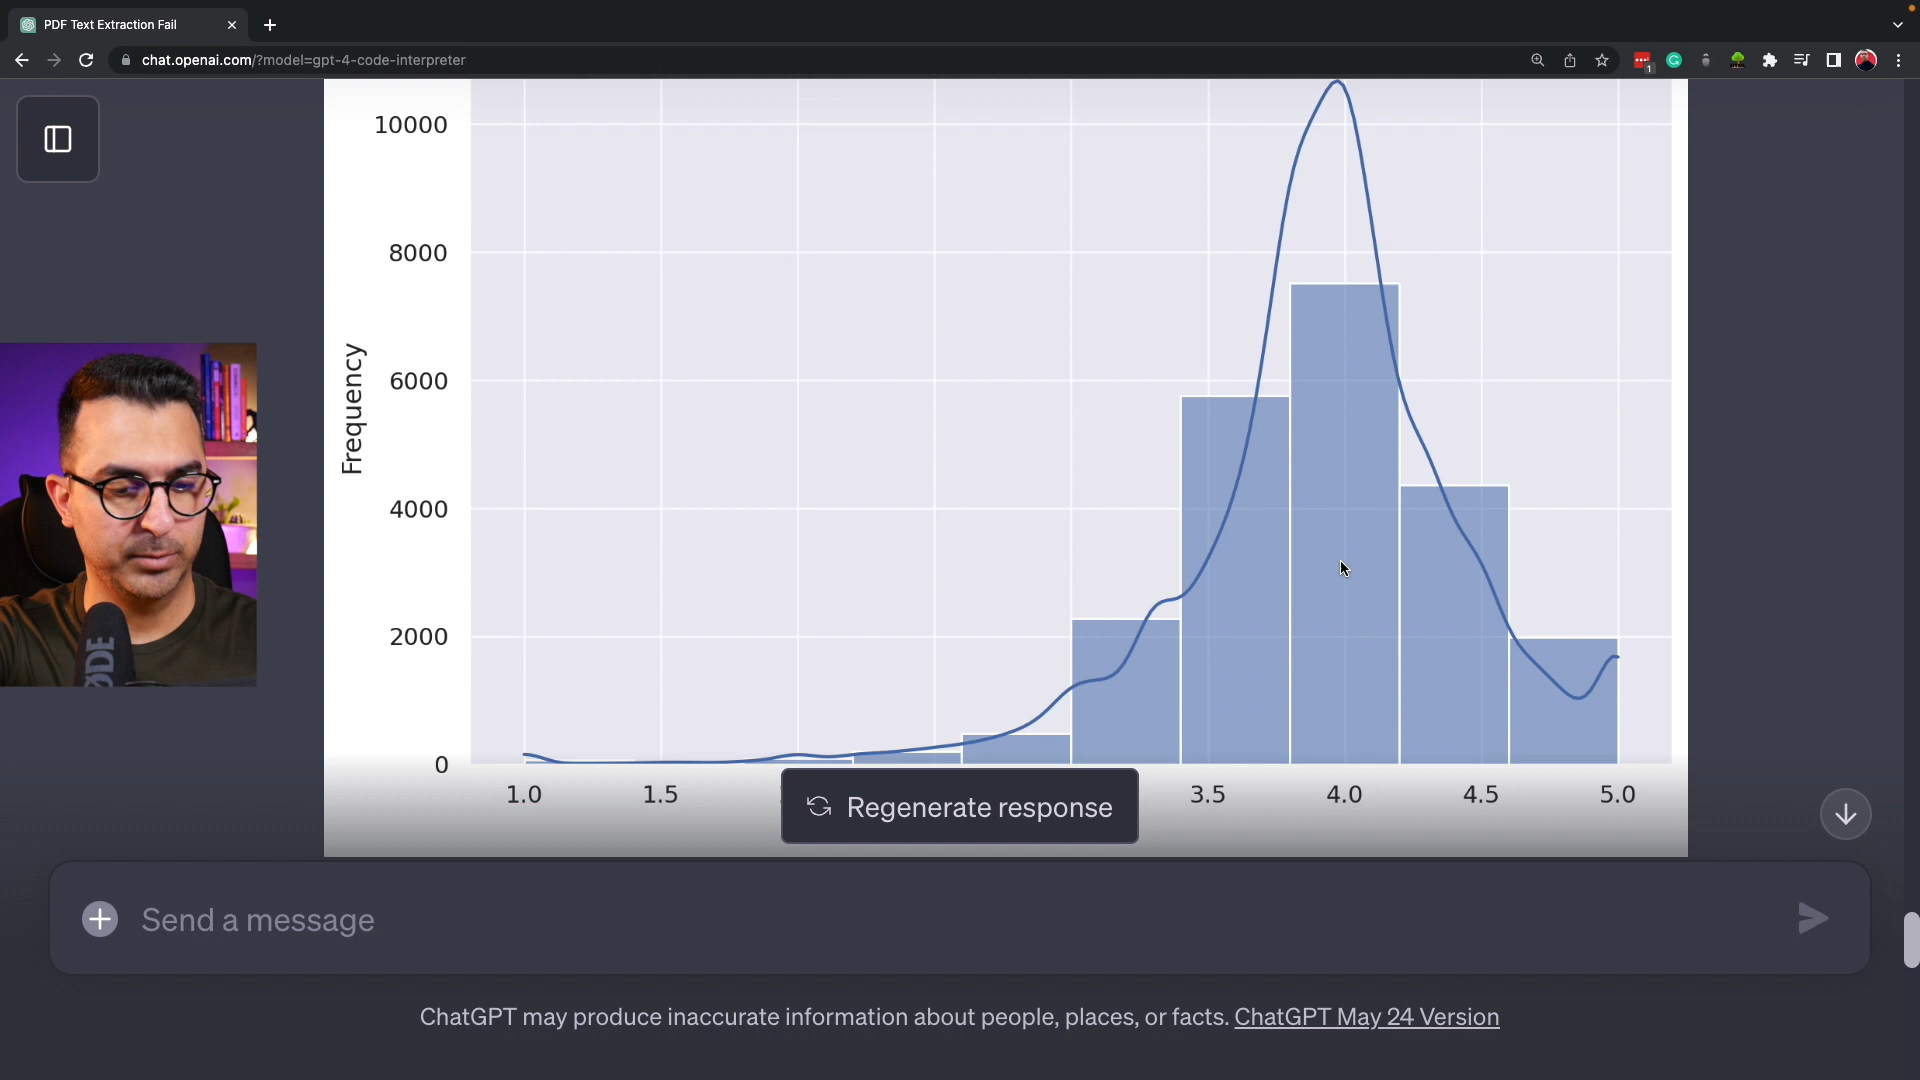 PDF Text Extraction Fail
chat.openai.com/?model=gpt-4-code-interpreter
1
10000
8000
6000
4000
2000
0
Frequency
1.0 1.5 3.5 4.0 4.5 5.0
Regenerate response
Send a message
ChatGPT may produce inaccurate information about people, places, or facts. ChatGPT May 24 Version